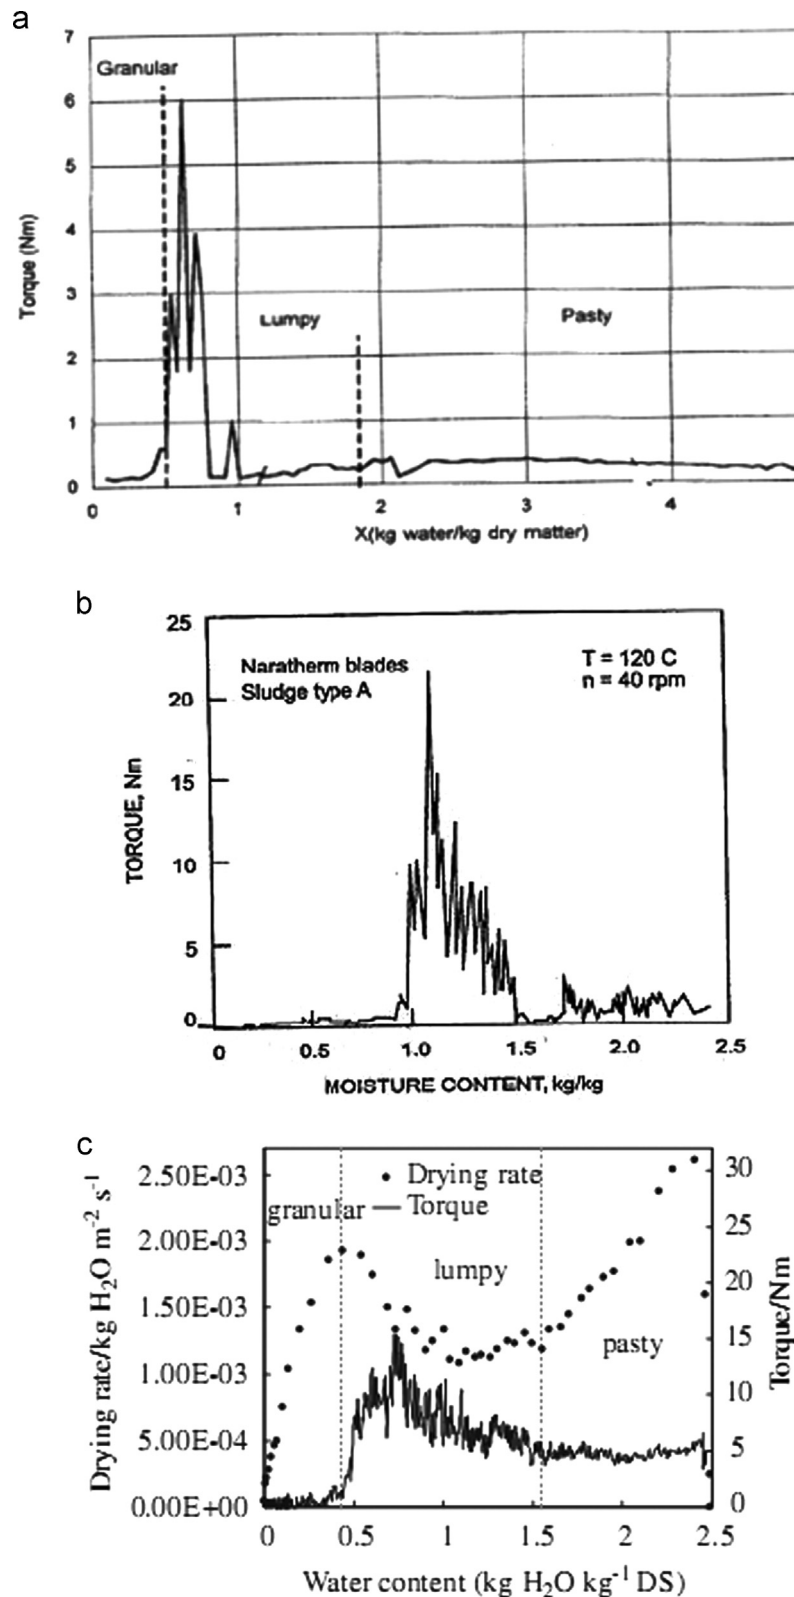 a
7
Granular
6
5
4
3
Lumpy
Pasty
2
1
0
Torque (Nm)
0 1 2 3 4
X(kg water/kg dry matter)
b
25
Naratherm blades
T = 120 C
Sludge type A
n = 40 rpm
20
15
10
5
0
TORQUE, Nm
0 0.5 1.0 1.5 2.0 2.5
MOISTURE CONTENT, kg/kg
c
2.50E-03
2.00E-03
1.50E-03
1.00E-03
5.00E-04
0.00E+00
Drying rate/kg H2O m-2 s-1
Drying rate
granular
Torque
lumpy
pasty
30
25
20
15
10
5
0
Torque/Nm
0 0.5 1 1.5 2 2.5
Water content (kg H2O kg-1 DS)